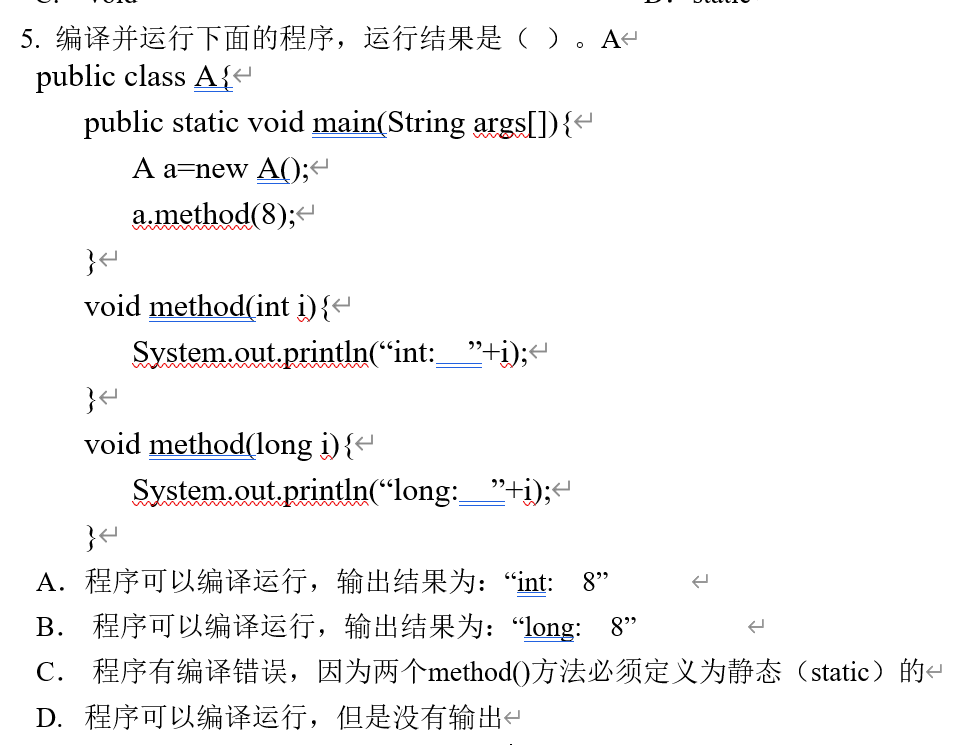 5. 编译并运行下面的程序，运行结果是（ ）。A
public class A{
public static void main(String args[]){
A a=new A();
a.method(8);
}
void method(int i){
System.out.println(“int:  ”+i);
}
void method(long i){
System.out.println(“long:  ”+i);
}
A．程序可以编译运行，输出结果为：“int:  8”
B． 程序可以编译运行，输出结果为：“long:  8”
C． 程序有编译错误，因为两个method()方法必须定义为静态（static）的
D. 程序可以编译运行，但是没有输出